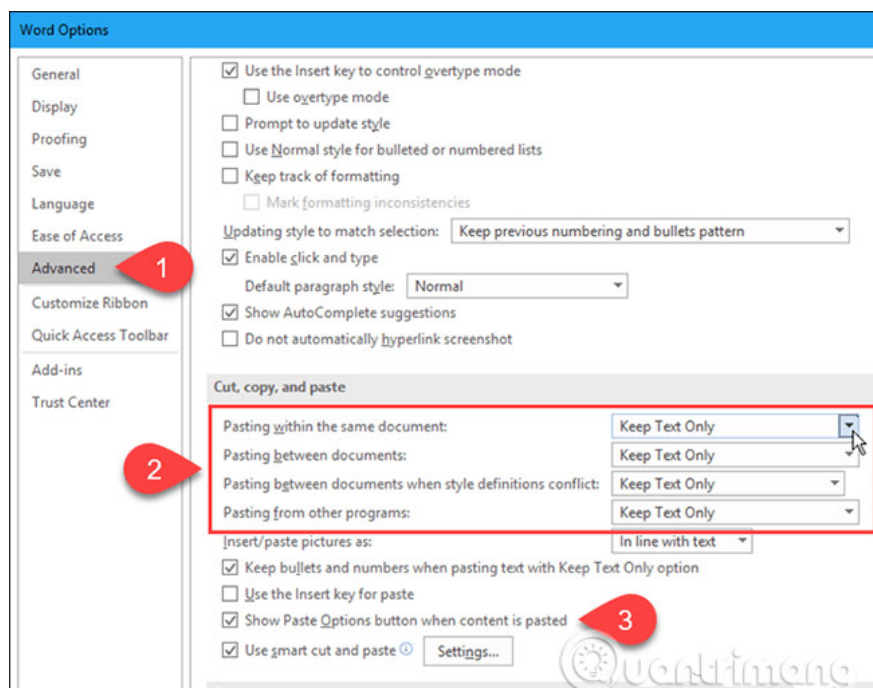 Word Options
General
Display
Proofing
Save
Language
Ease of Access
Advanced
Customize Ribbon
Quick Access Toolbar
Add-ins
Trust Center
1
Use the Insert key to control overtype mode
Use overtype mode
Prompt to update style
Use Normal style for bulleted or numbered lists
Keep track of formatting
Mark formatting inconsistencies
Updating style to match selection: Keep previous numbering and bullets pattern
Enable click and type
Default paragraph style: Normal
Show AutoComplete suggestions
Do not automatically hyperlink screenshot
Cut, copy, and paste
2
Pasting within the same document: Keep Text Only
Pasting between documents: Keep Text Only
Pasting between documents when style definitions conflict: Keep Text Only
Pasting from other programs: Keep Text Only
Insert/paste pictures as: In line with text
Keep bullets and numbers when pasting text with Keep Text Only option
Use the Insert key for paste
Show Paste Options button when content is pasted
3
Use smart cut and paste Settings...
Quantrimang